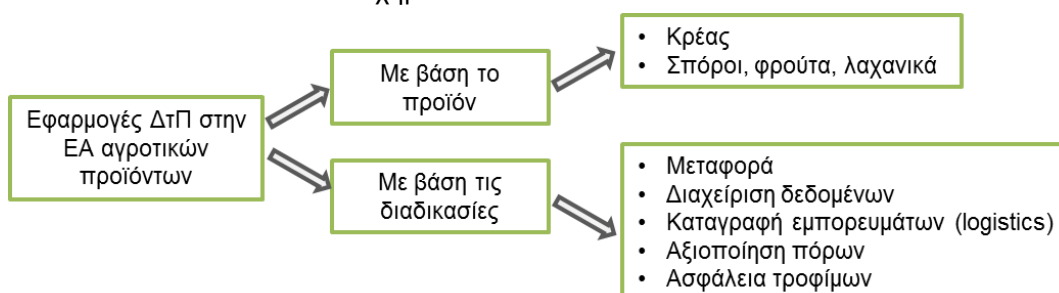 Εφαρμογές ΔτΠ στην
ΕΑ αγροτικών
προϊόντων
Με βάση το
προϊόν
• Κρέας
• Σπόροι, φρούτα, λαχανικά
Με βάση τις
διαδικασίες
• Μεταφορά
• Διαχείριση δεδομένων
• Καταγραφή εμπορευμάτων (logistics)
• Αξιοποίηση πόρων
• Ασφάλεια τροφίμων